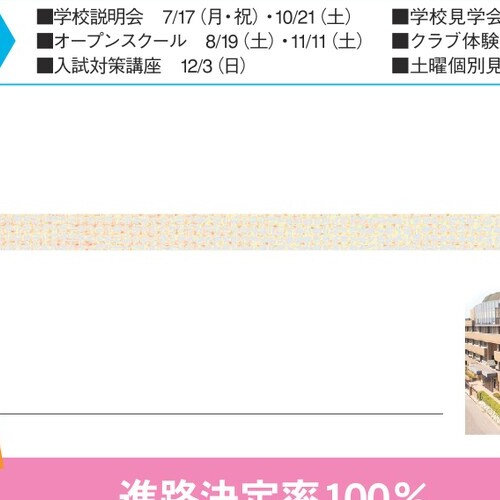 ■学校説明会 7/17（月・祝）・10/21（土）
■オープンスクール 8/19（土）・11/11（土）
■入試対策講座 12/3（日）
■学校見学会
■クラブ体験
■土曜個別見
進路決定率100%